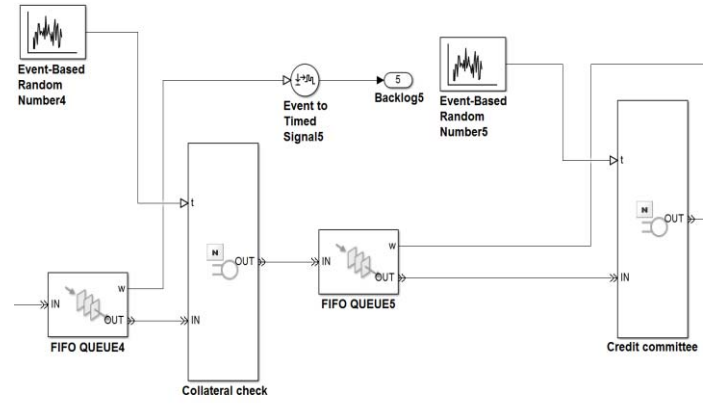 Event-Based
Random
Number4
Event to
Timed
Signal5
5
Backlog5
Event-Based
Random
Number5
t
N
OUT
IN
Collateral check
IN
w
OUT
FIFO QUEUE4
IN
w
OUT
FIFO QUEUE5
t
N
OUT
IN
Credit committee